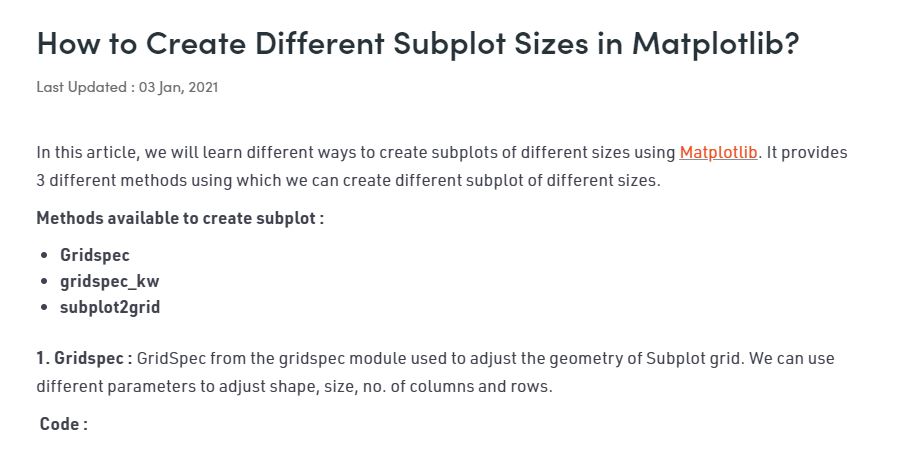 How to Create Different Subplot Sizes in Matplotlib?
Last Updated : 03 Jan, 2021
In this article, we will learn different ways to create subplots of different sizes using Matplotlib. It provides
3 different methods using which we can create different subplot of different sizes.
Methods available to create subplot :
• Gridspec
• gridspec_kw
• subplot2grid
1. Gridspec : GridSpec from the gridspec module used to adjust the geometry of Subplot grid. We can use
different parameters to adjust shape, size, no. of columns and rows.
Code :